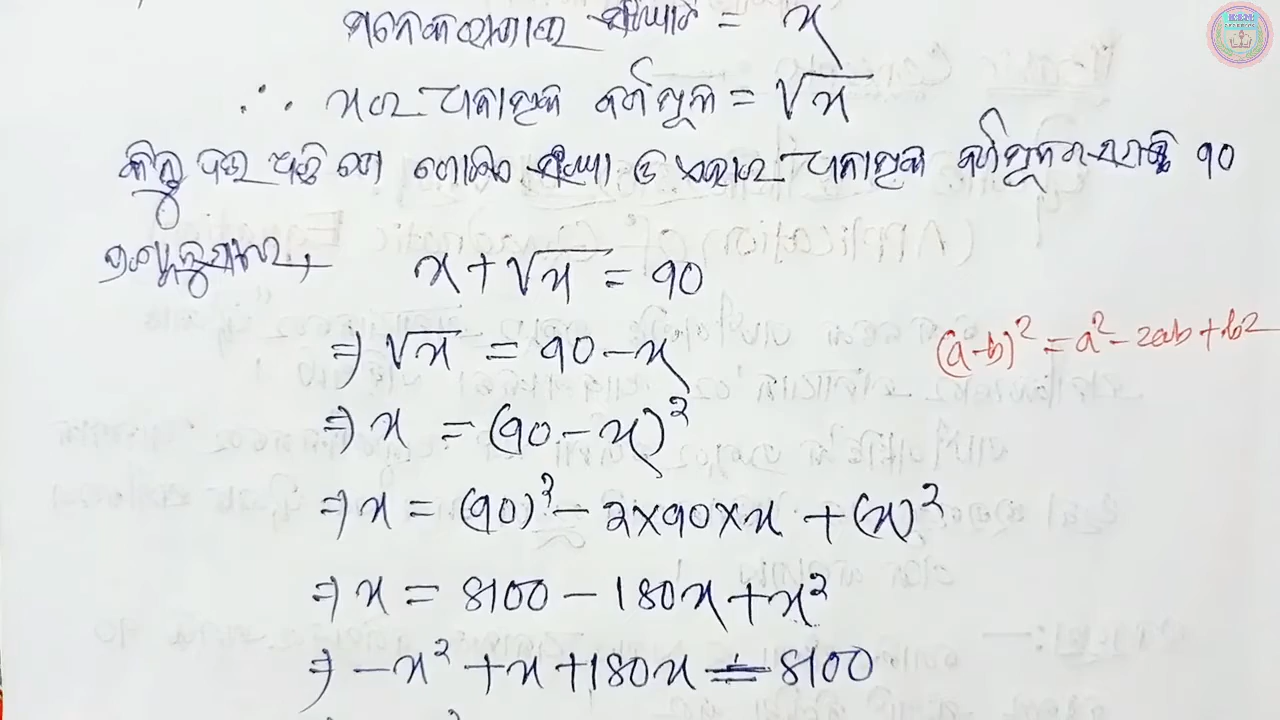 ମନେକରାଯାଉ ସଂଖ୍ୟାଟି = x
∴ xର ଧନାତ୍ମକ ବର୍ଗମୂଳ = √x
କିନ୍ତୁ ଦତ୍ତ ଅଛି ଯେ ଗୋଟିଏ ସଂଖ୍ୟା ଓ ଏହାର ଧନାତ୍ମକ ବର୍ଗମୂଳର ସମଷ୍ଟି 90
ପ୍ରଶ୍ନାନୁସାରେ, x + √x = 90
⇒ √x = 90 - x
(a-b)² = a² - 2ab + b2
⇒ x = (90 - x)²
⇒ x = (90)² - 2×90×x + (x)²
⇒ x = 8100 - 180x + x²
⇒ -x² + x + 180x = 8100